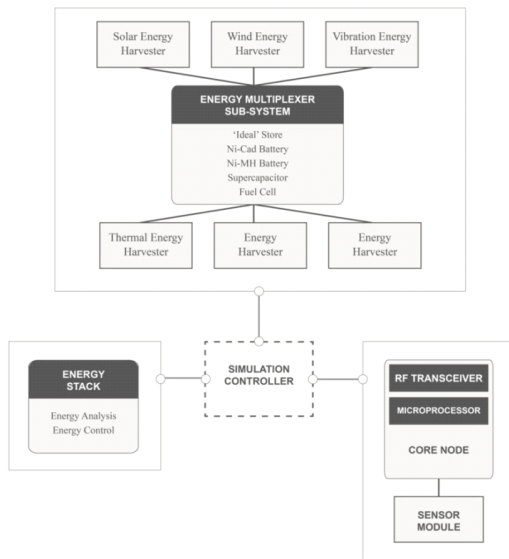 Solar Energy
Harvester
Wind Energy
Harvester
Vibration Energy
Harvester
ENERGY MULTIPLEXER
SUB-SYSTEM
‘Ideal’ Store
Ni-Cad Battery
Ni-MH Battery
Supercapacitor
Fuel Cell
Thermal Energy
Harvester
Energy
Harvester
Energy
Harvester
ENERGY
STACK
Energy Analysis
Energy Control
SIMULATION
CONTROLLER
RF TRANSCEIVER
MICROPROCESSOR
CORE NODE
SENSOR
MODULE